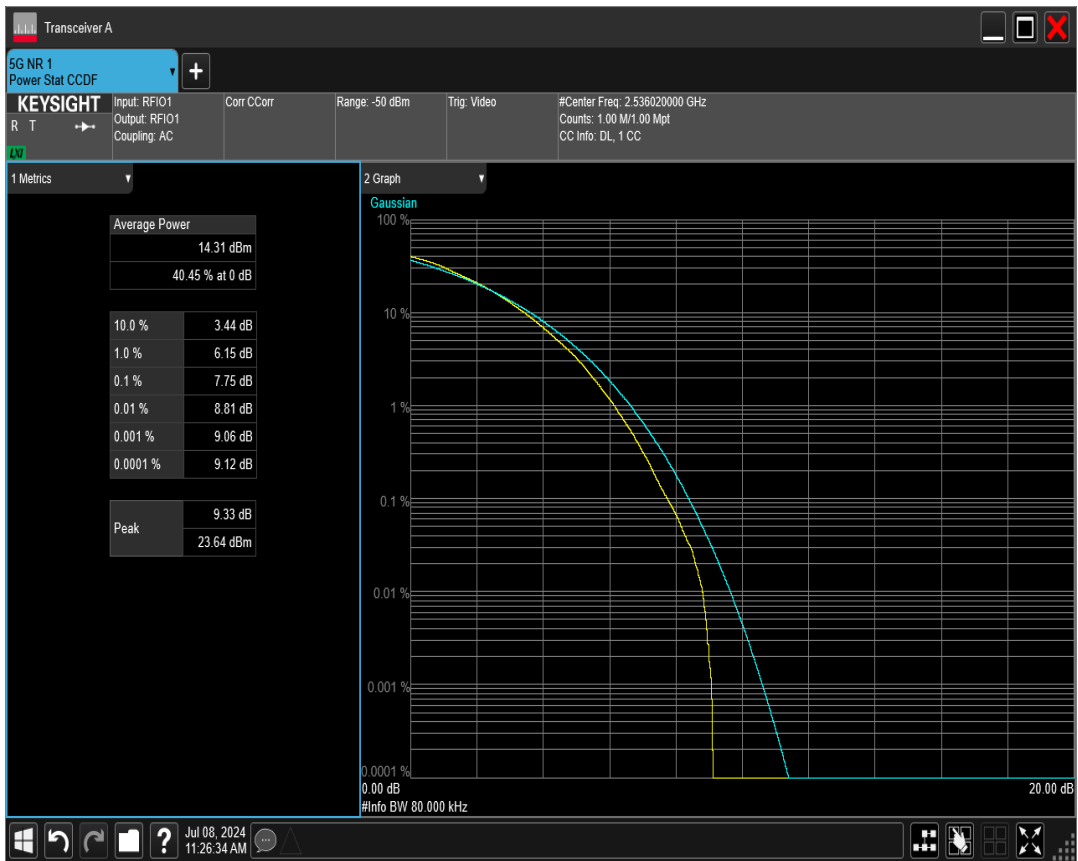 Transceiver A
5G NR 1
Power Stat CCDF
+
KEYSIGHT
R T
LXI
Input: RFIO1
Output: RFIO1
Coupling: AC
Corr CCorr
Range: -50 dBm
Trig: Video
#Center Freq: 2.536020000 GHz
Counts: 1.00 M/1.00 Mpt
CC Info: DL, 1 CC
1 Metrics
Average Power
14.31 dBm
40.45 % at 0 dB
10.0 % 3.44 dB
1.0 % 6.15 dB
0.1 % 7.75 dB
0.01 % 8.81 dB
0.001 % 9.06 dB
0.0001 % 9.12 dB
Peak
9.33 dB
23.64 dBm
2 Graph
Gaussian
100 %
10 %
1 %
0.1 %
0.01 %
0.001 %
0.0001 %
0.00 dB
20.00 dB
#Info BW 80.000 kHz
?
Jul 08, 2024
11:26:34 AM